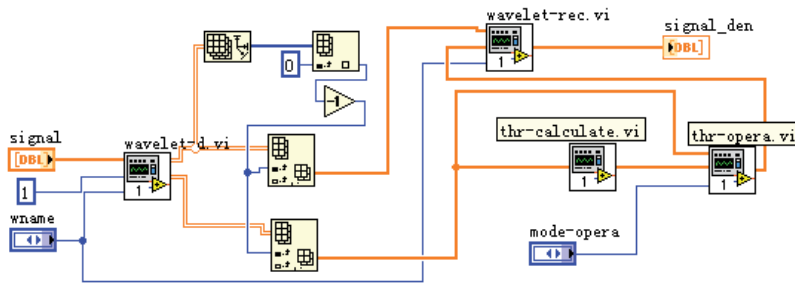 wavelet-rec.vi
signal_den
DBL
1
0
-1
signal
wavelet-d.vi
thr-calculate.vi
thr-opera.vi
DBL
1
1
1
1
wname
mode-opera